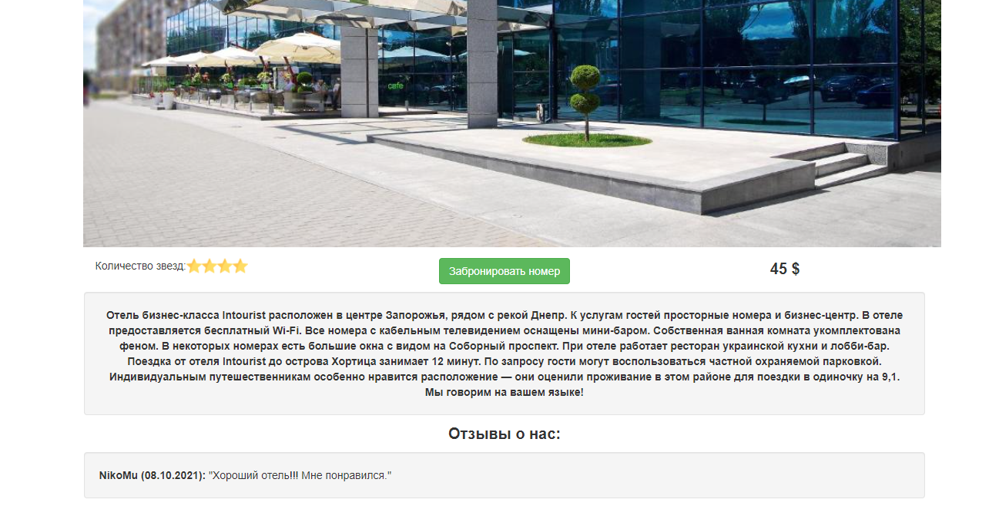 cafe
Количество звезд:
Забронировать номер
45 $
Отель бизнес-класса Intourist расположен в центре Запорожья, рядом с рекой Днепр. К услугам гостей просторные номера и бизнес-центр. В отеле
предоставляется бесплатный Wi-Fi. Все номера с кабельным телевидением оснащены мини-баром. Собственная ванная комната укомплектована
феном. В некоторых номерах есть большие окна с видом на Соборный проспект. При отеле работает ресторан украинской кухни и лобби-бар.
Поездка от отеля Intourist до острова Хортица занимает 12 минут. По запросу гости могут воспользоваться частной охраняемой парковкой.
Индивидуальным путешественникам особенно нравится расположение — они оценили проживание в этом районе для поездки в одиночку на 9,1.
Мы говорим на вашем языке!
Отзывы о нас:
NikoMu (08.10.2021): "Хороший отель!!! Мне понравился."